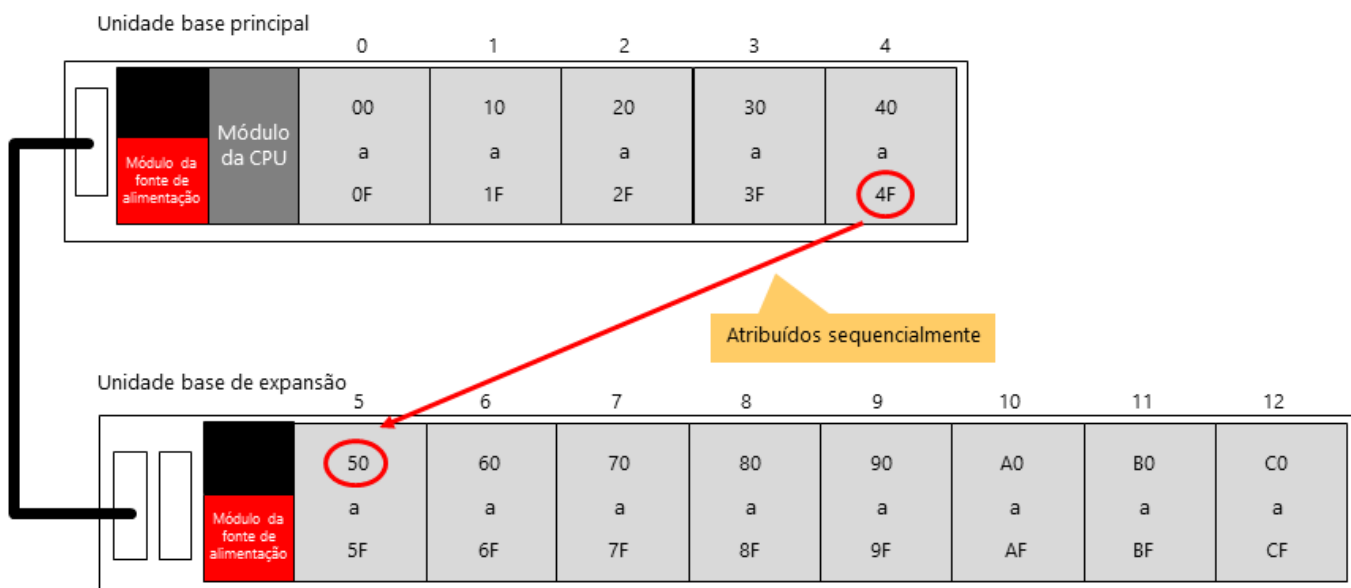 Unidade base principal
0 1 2 3 4
Módulo da fonte de alimentação
Módulo da CPU
00 10 20 30 40
a a a a a
0F 1F 2F 3F 4F
Atribuídos sequencialmente
Unidade base de expansão
5 6 7 8 9 10 11 12
Módulo da fonte de alimentação
50 60 70 80 90 A0 B0 C0
a a a a a a a a
5F 6F 7F 8F 9F AF BF CF